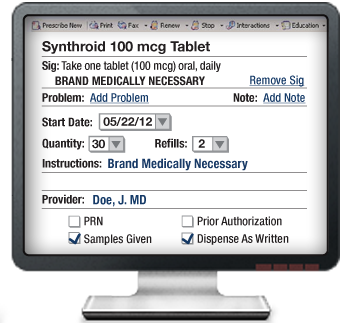 Prescribe New Print Fax Renew Stop Interactions Education
Synthroid 100 mcg Tablet
Sig: Take one tablet (100 mcg) oral, daily
BRAND MEDICALLY NECESSARY Remove Sig
Problem: Add Problem Note: Add Note
Start Date: 05/22/12
Quantity: 30 Refills: 2
Instructions: Brand Medically Necessary
Provider: Doe, J. MD
PRN Prior Authorization
Samples Given Dispense As Written